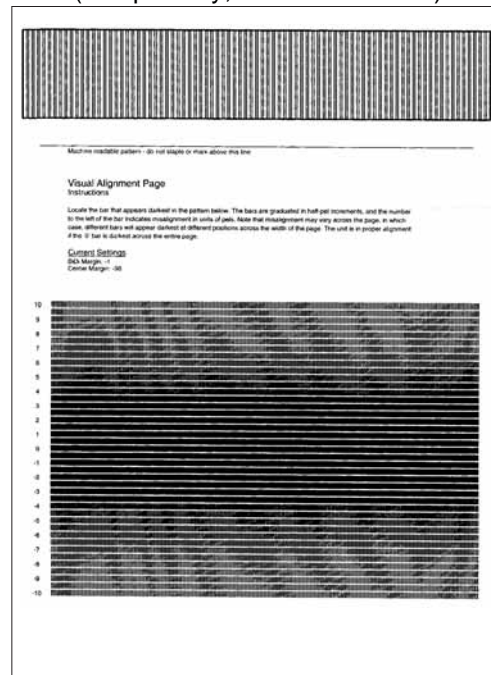 Machine readable pattern - do not staple or mark above this line
Visual Alignment Page
Instructions
Locate the bar that appears darkest in the pattern below. The bars are graduated in half-pel increments, and the number
to the left of the bar indicates misalignment in units of pels. Note that misalignment may vary across the page, in which
case, different bars will appear darkest at different positions across the width of the page. The unit is in proper alignment
if the '0' bar is darkest across the entire page.
Current Settings
BiDi Margin: -1
Center Margin: -98
10
9
8
7
6
5
4
3
2
1
0
-1
-2
-3
-4
-5
-6
-7
-8
-9
-10